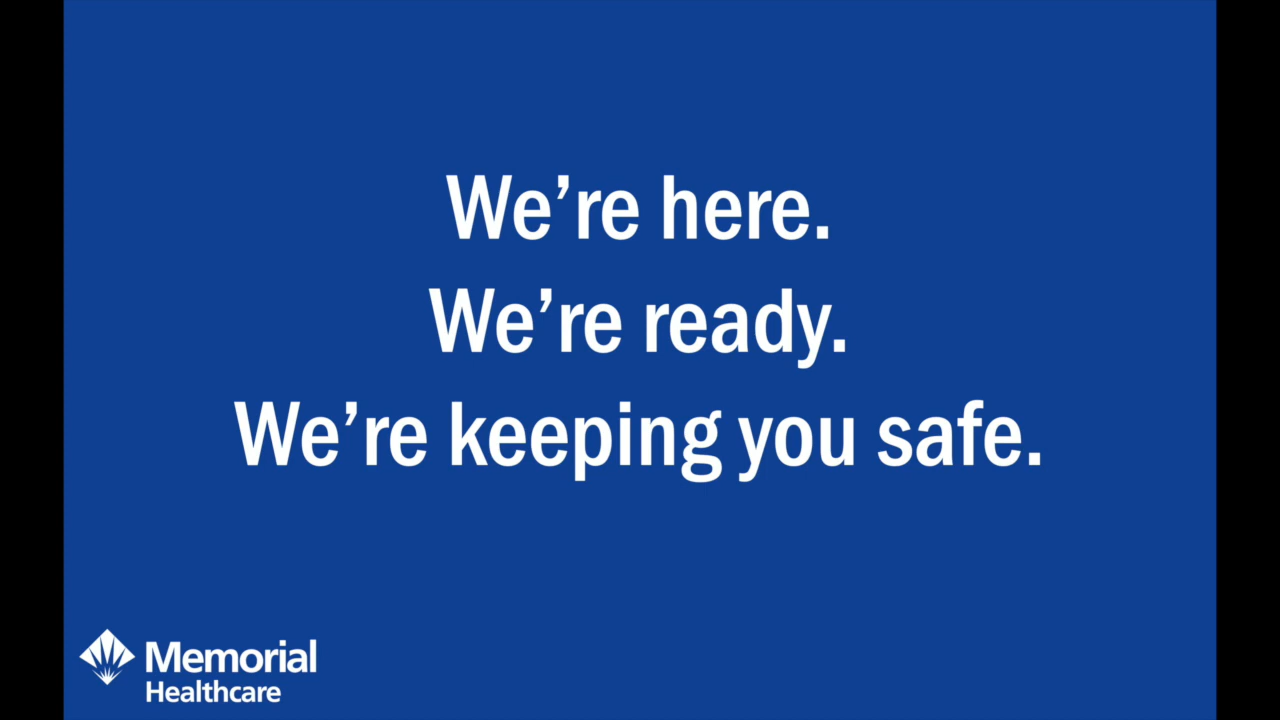 We’re here.
We’re ready.
We’re keeping you safe.
Memorial
Healthcare